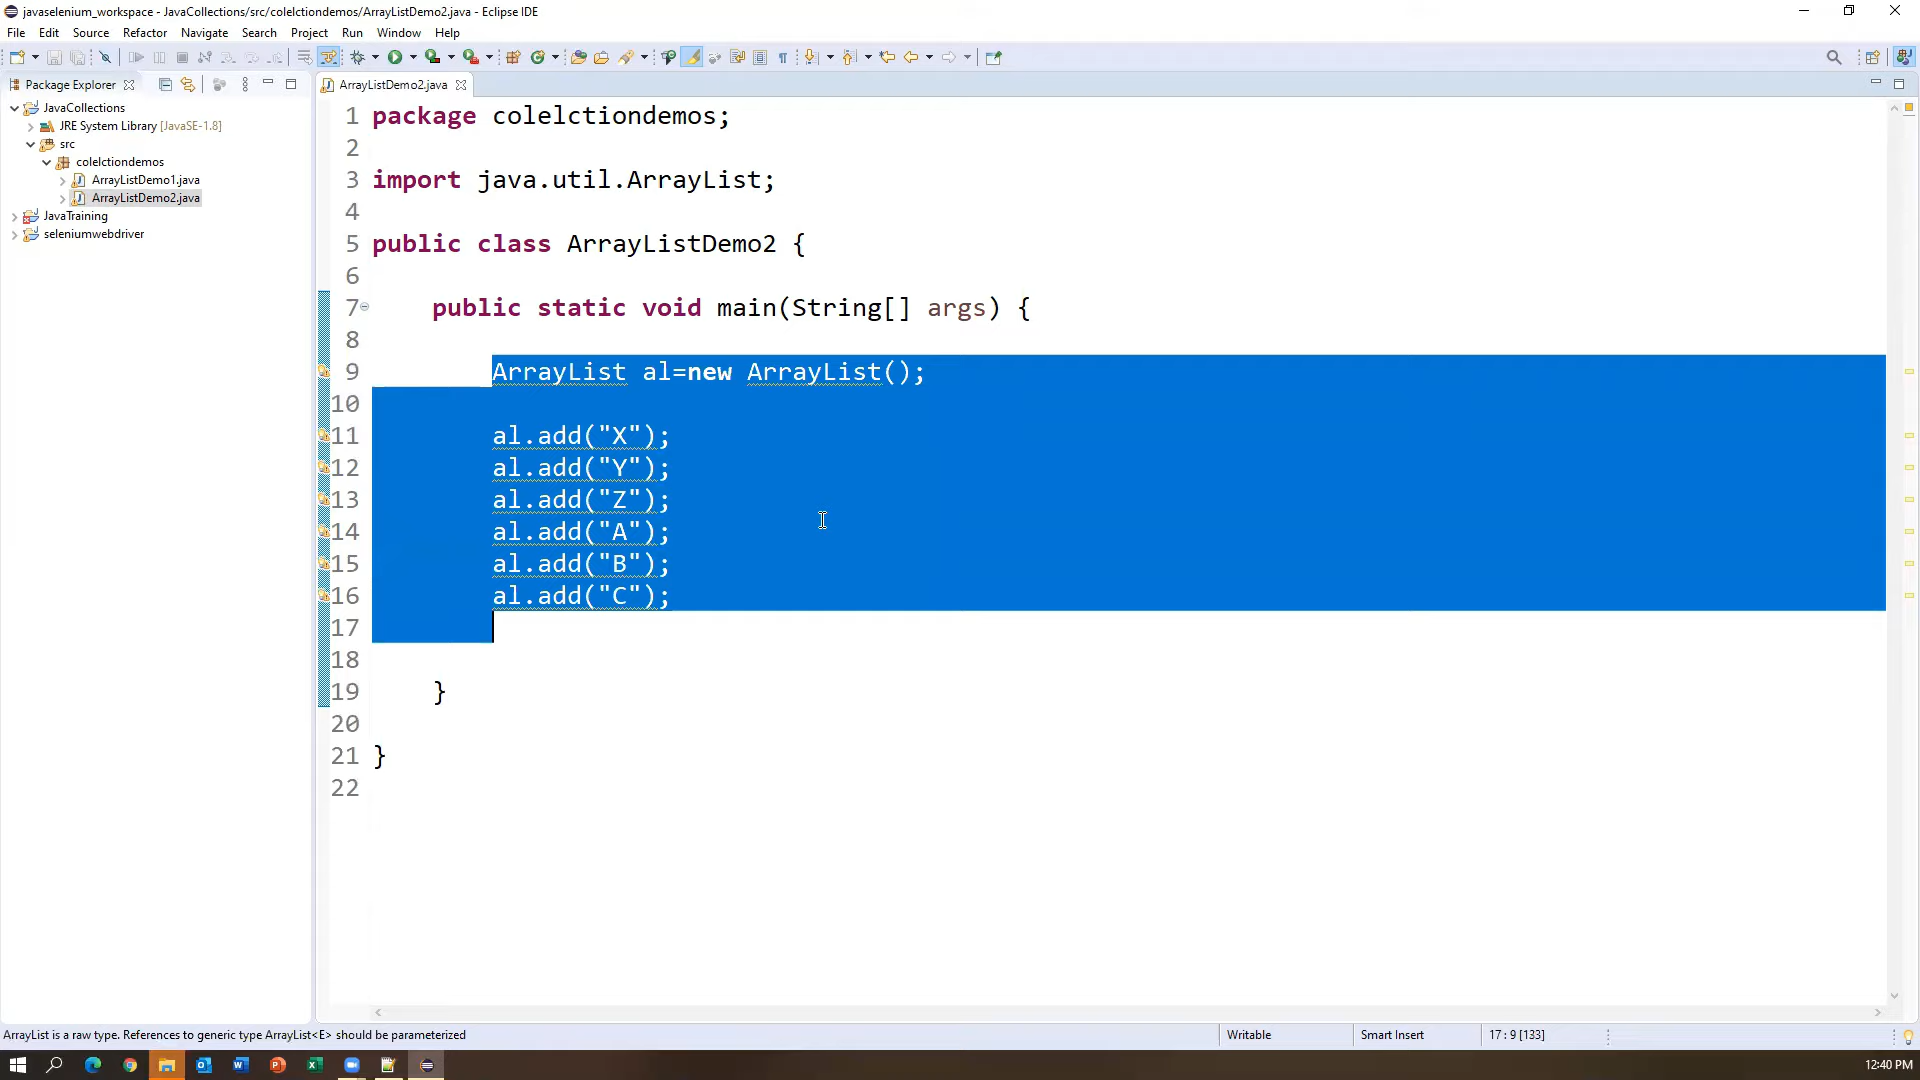 javaselenium_workspace - JavaCollections/src/colelctiondemos/ArrayListDemo2.java - Eclipse IDE
File Edit Source Refactor Navigate Search Project Run Window Help
Package Explorer
ArrayListDemo2.java
JavaCollections
JRE System Library [JavaSE-1.8]
src
colelctiondemos
ArrayListDemo1.java
ArrayListDemo2.java
JavaTraining
seleniumwebdriver
1 package colelctiondemos;
2
3 import java.util.ArrayList;
4
5 public class ArrayListDemo2 {
6
7 public static void main(String[] args) {
8
9 ArrayList al=new ArrayList();
10
11 al.add("X");
12 al.add("Y");
13 al.add("Z");
14 al.add("A");
15 al.add("B");
16 al.add("C");
17
18
19 }
20
21 }
22
ArrayList is a raw type. References to generic type ArrayList<E> should be parameterized
Writable
Smart Insert
17 : 9 [133]
12:40 PM